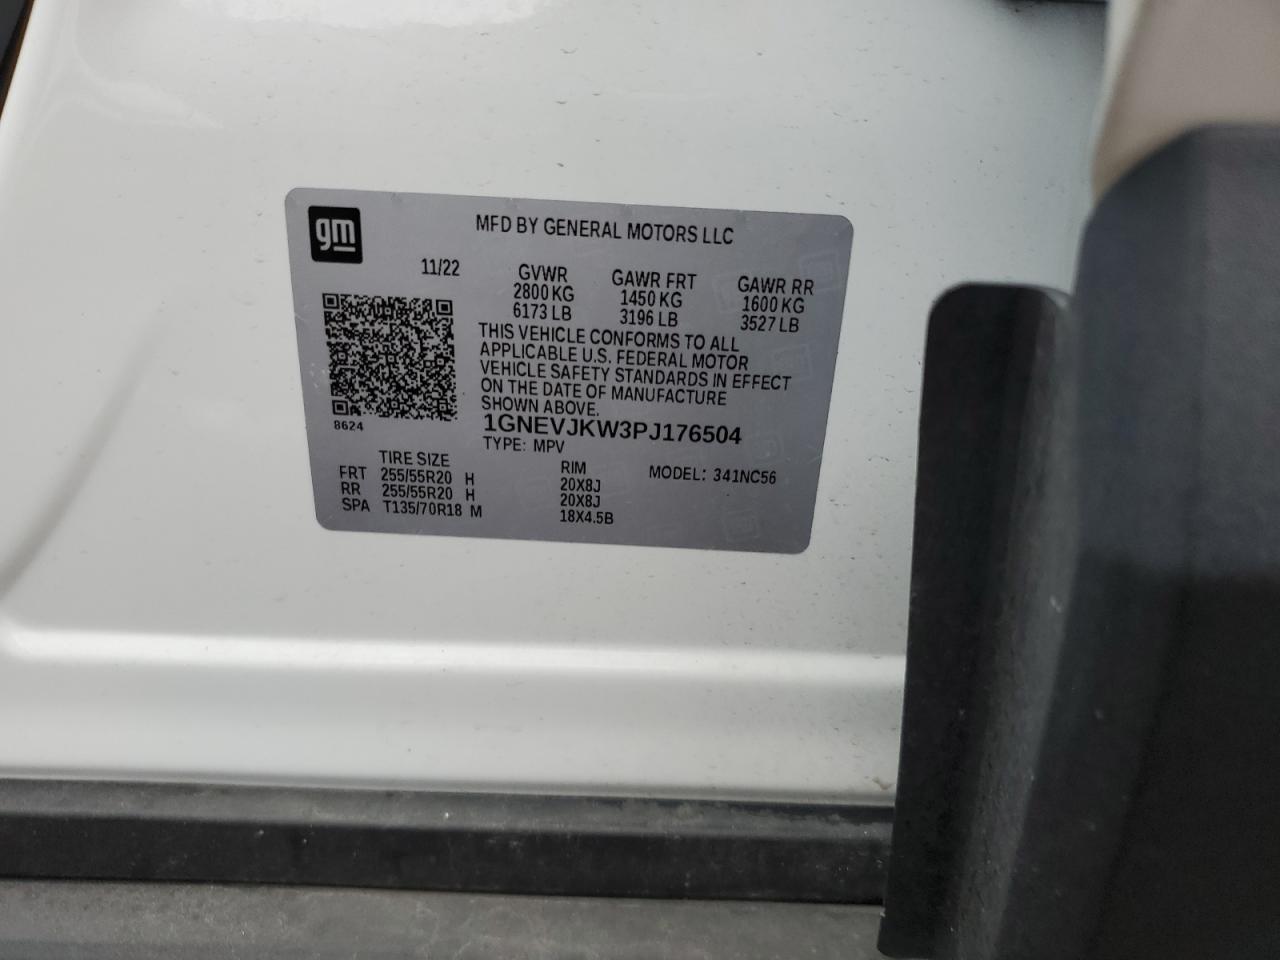 gm
MFD BY GENERAL MOTORS LLC
11/22
GVWR GAWR FRT GAWR RR
2800 KG 1450 KG 1600 KG
6173 LB 3196 LB 3527 LB
THIS VEHICLE CONFORMS TO ALL
APPLICABLE U.S. FEDERAL MOTOR
VEHICLE SAFETY STANDARDS IN EFFECT
ON THE DATE OF MANUFACTURE
SHOWN ABOVE.
8624
1GNEVJKW3PJ176504
TYPE: MPV
TIRE SIZE RIM MODEL: 341NC56
FRT 255/55R20 H 20X8J
RR 255/55R20 H 20X8J
SPA T135/70R18 M 18X4.5B